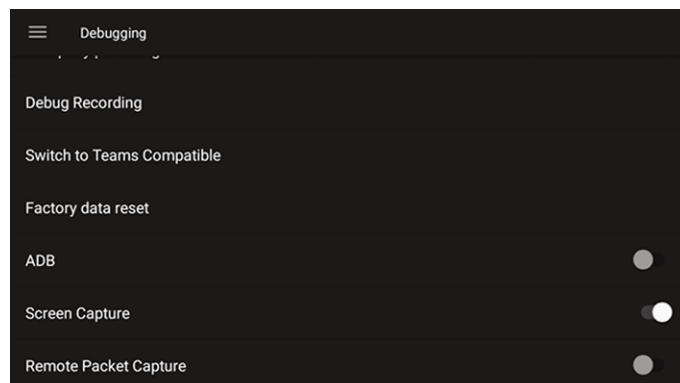 Debugging
Debug Recording
Switch to Teams Compatible
Factory data reset
ADB
Screen Capture
Remote Packet Capture